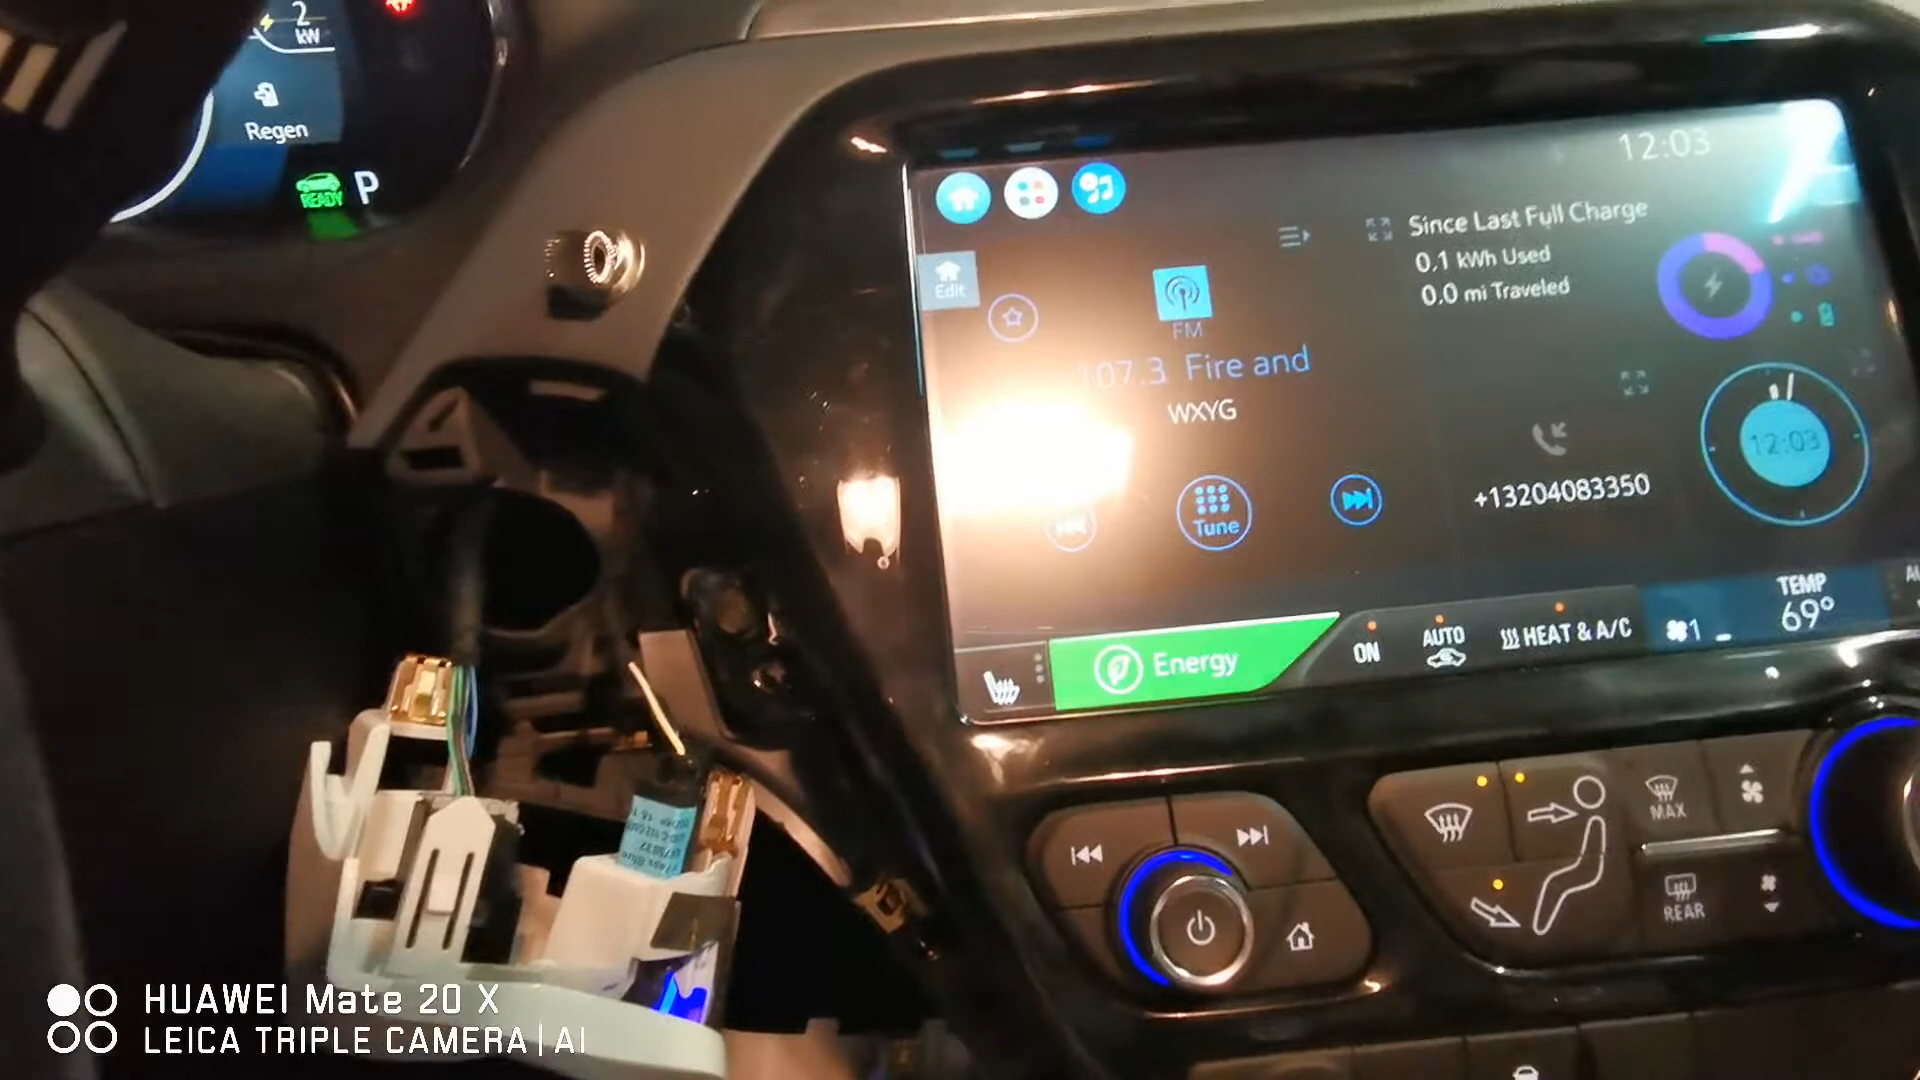 2
kW
Regen
READY P
12:03
Since Last Full Charge
0.1 kWh Used
0.0 mi Traveled
Edit
FM
107.3 Fire and
WXYG
12:03
Tune
+13204083350
Energy
ON
AUTO
HEAT & A/C
1
TEMP
69°
MAX
REAR
HUAWEI Mate 20 X
LEICA TRIPLE CAMERA | AI